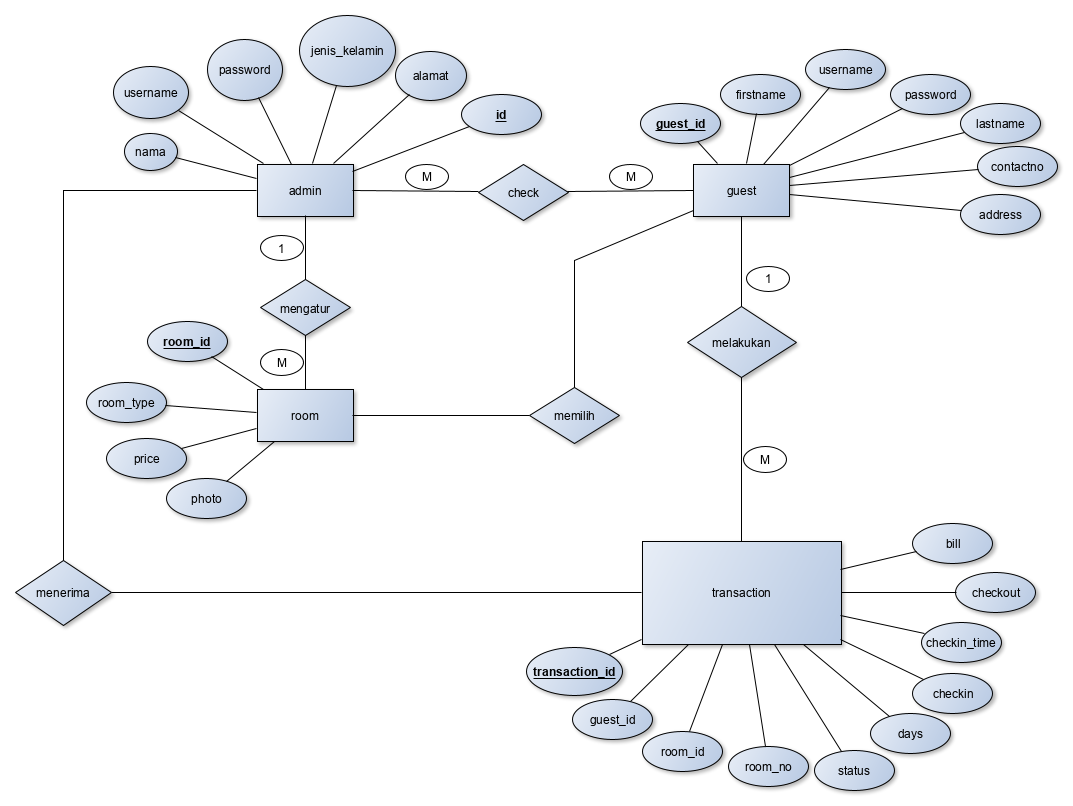 jenis_kelamin
password
username
alamat
id
nama
admin
M
check
M
username
firstname
password
guest_id
lastname
contactno
guest
address
1
mengatur
M
1
melakukan
room_id
room_type
room
price
photo
memilih
M
menerima
transaction
bill
checkout
checkin_time
checkin
days
status
room_no
room_id
guest_id
transaction_id